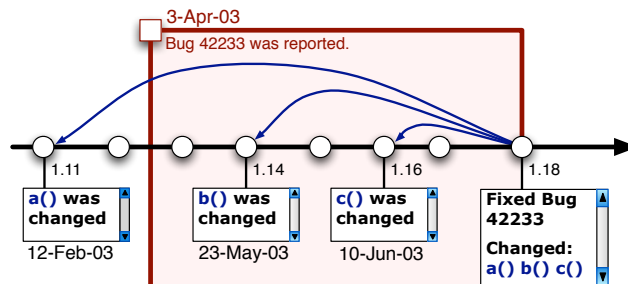 3-Apr-03
Bug 42233 was reported.
1.11
1.14
1.16
1.18
a() was
changed
b() was
changed
c() was
changed
Fixed Bug
42233
Changed:
a() b() c()
12-Feb-03
23-May-03
10-Jun-03